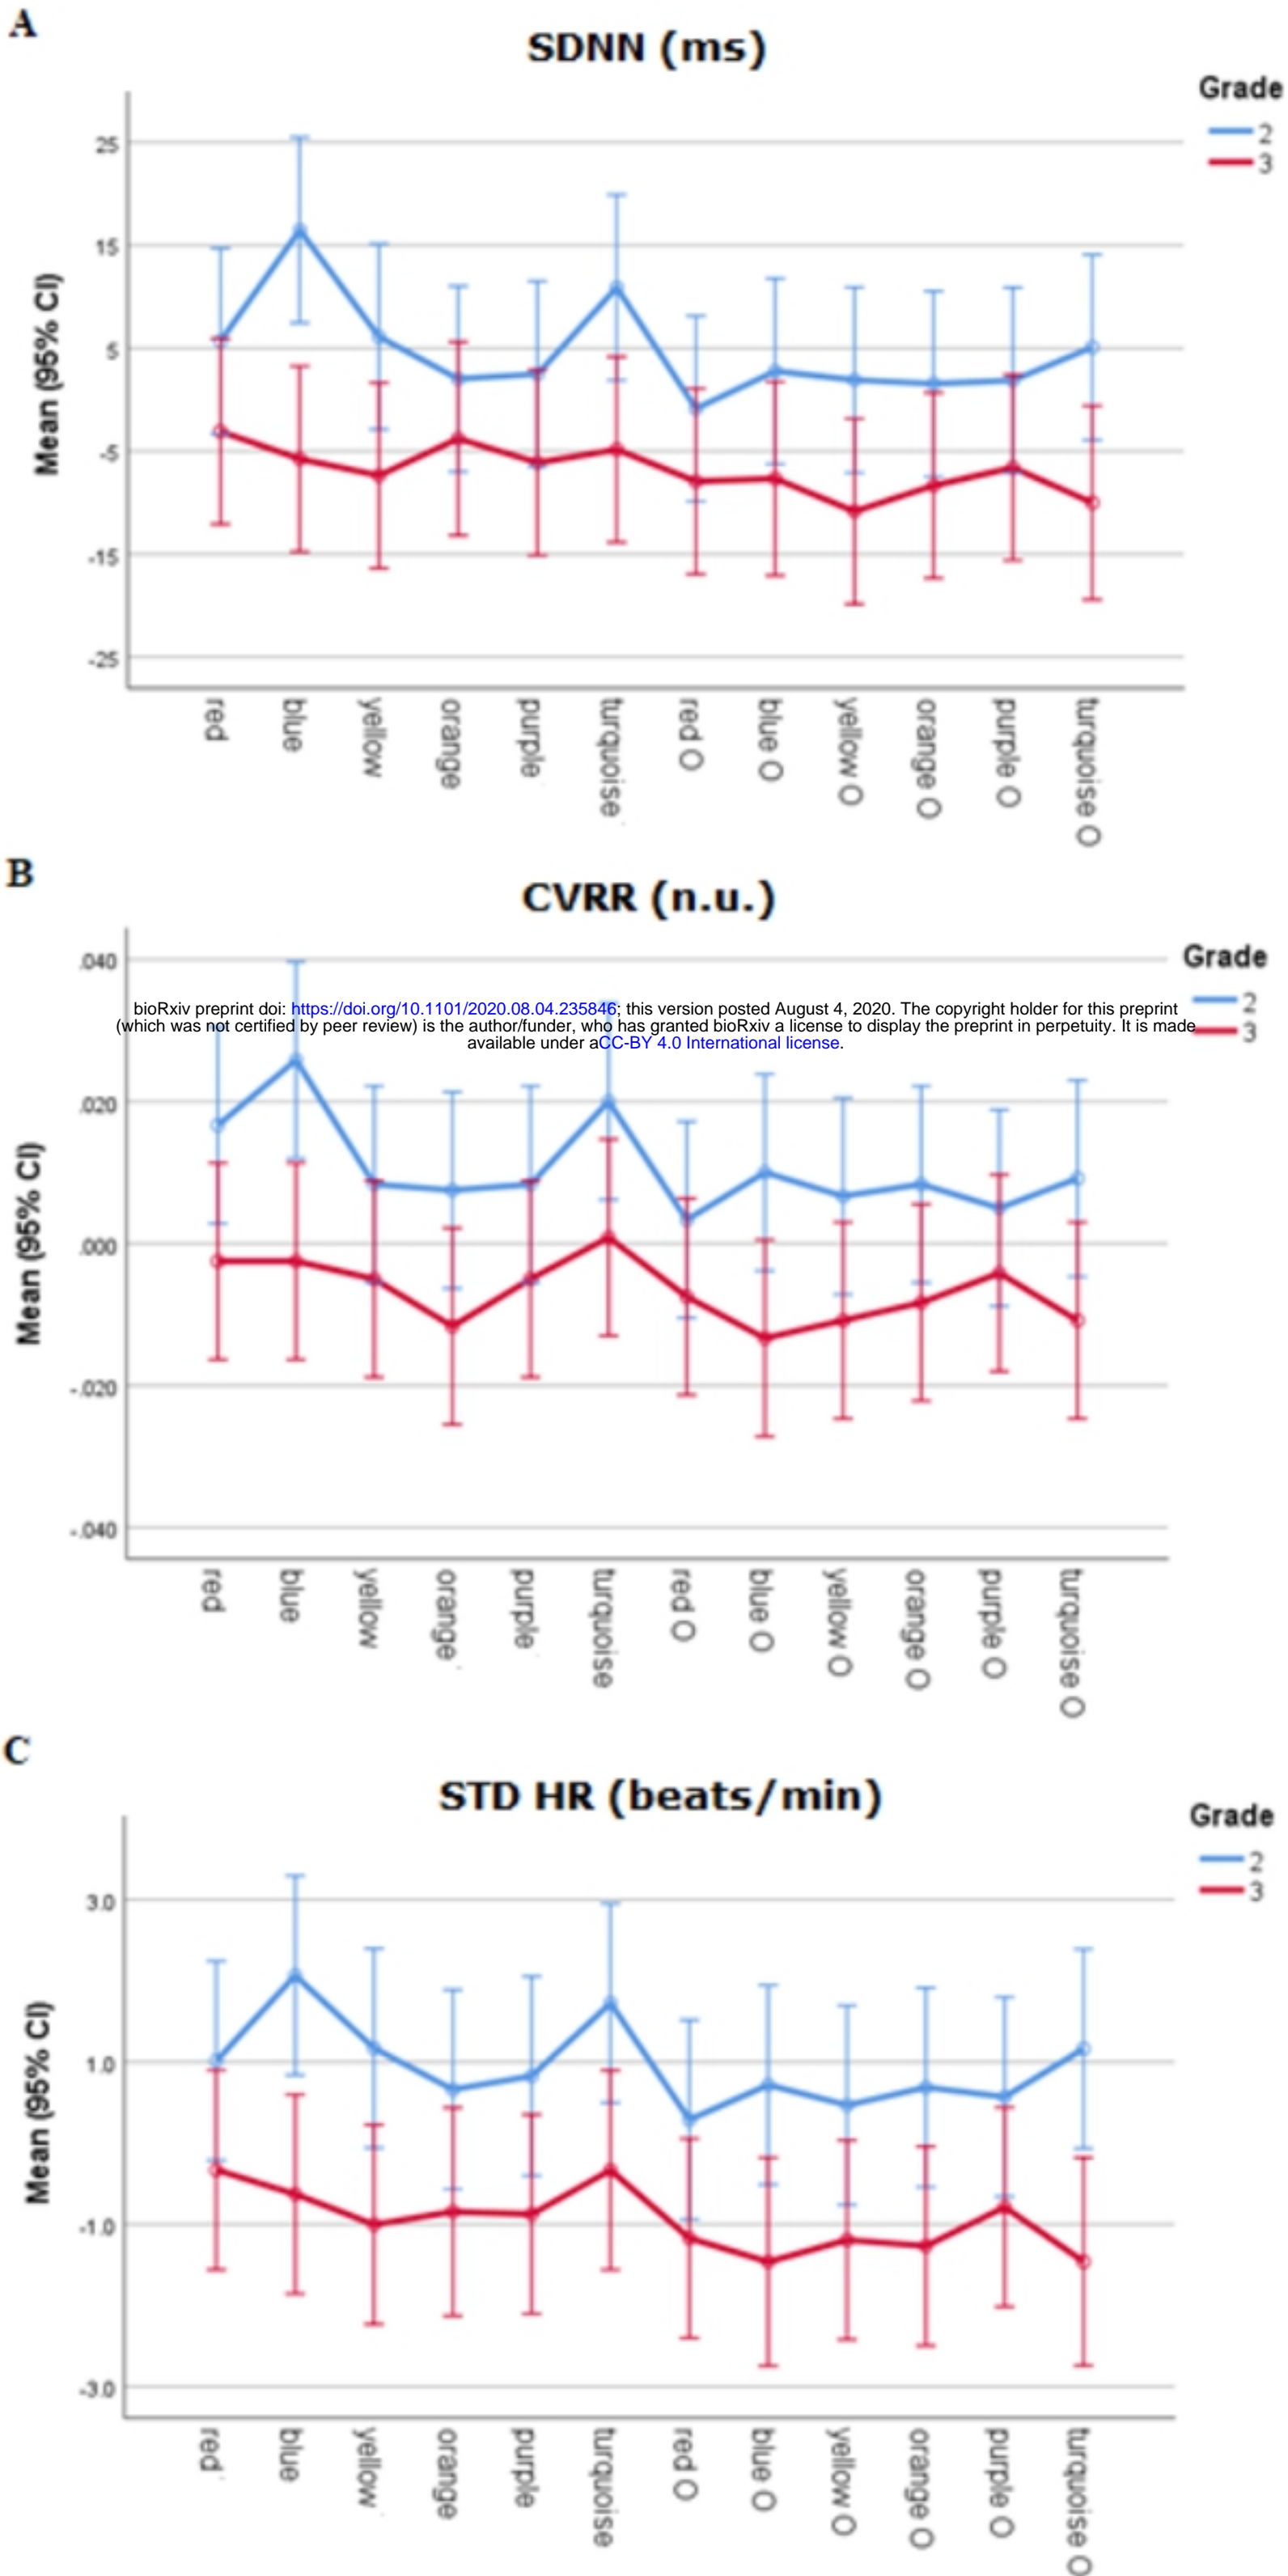 A
SDNN (ms)
Grade
2
3
Mean (95% CI)
25
15
5
-5
-15
-25
red
blue
yellow
orange
purple
turquoise
red O
blue O
yellow O
orange O
purple O
turquoise O
B
CVRR (n.u.)
Grade
2
3
Mean (95% CI)
.040
.020
.000
-.020
-.040
bioRxiv preprint doi: https://doi.org/10.1101/2020.08.04.235846; this version posted August 4, 2020. The copyright holder for this preprint
(which was not certified by peer review) is the author/funder, who has granted bioRxiv a license to display the preprint in perpetuity. It is made
available under aCC-BY 4.0 International license.
red
blue
yellow
orange
purple
turquoise
red O
blue O
yellow O
orange O
purple O
turquoise O
C
STD HR (beats/min)
Grade
2
3
Mean (95% CI)
3.0
1.0
-1.0
-3.0
red
blue
yellow
orange
purple
turquoise
red O
blue O
yellow O
orange O
purple O
turquoise O